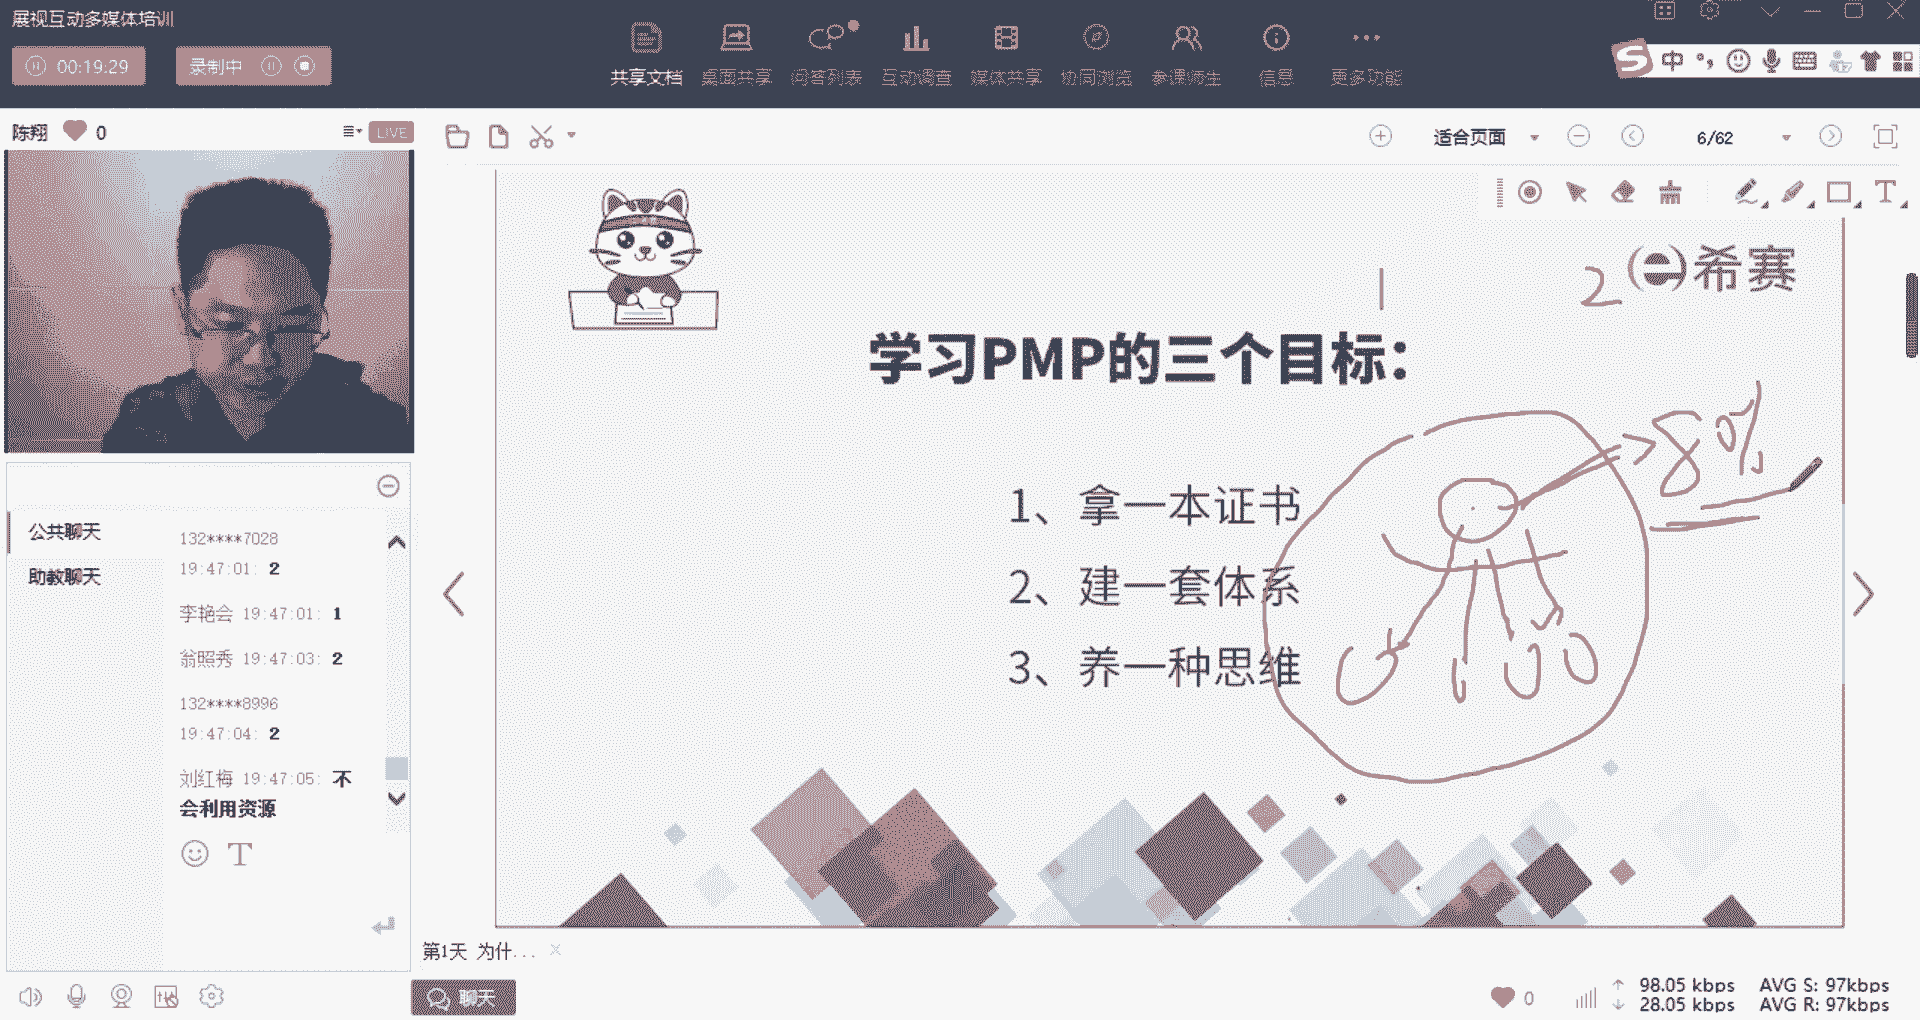 展视互动多媒体培训
00:19:29
录制中
共享文档
桌面共享
问答列表
互动调查
媒体共享
协同浏览
参课师生
信息
更多功能
中
陈翔
0
LIVE
适合页面
6/62
公共聊天
助教聊天
132****7028
19:47:01: 2
李艳会 19:47:01: 1
翁照秀 19:47:03: 2
132****8996
19:47:04: 2
刘红梅 19:47:05: 不
会利用资源
T
T
1
2
希赛
学习PMP的三个目标：
1、拿一本证书
2、建一套体系
3、养一种思维
80%
第1天 为什...
聊天
0
98.05 kbps AVG S: 97kbps
28.05 kbps AVG R: 97kbps